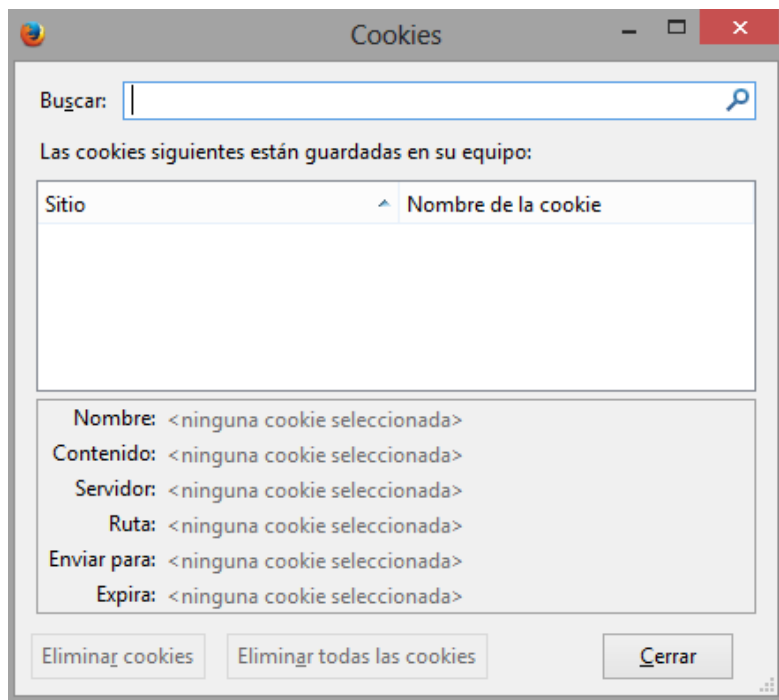 Cookies
Buscar:
Las cookies siguientes están guardadas en su equipo:
Sitio Nombre de la cookie
Nombre: <ninguna cookie seleccionada>
Contenido: <ninguna cookie seleccionada>
Servidor: <ninguna cookie seleccionada>
Ruta: <ninguna cookie seleccionada>
Enviar para: <ninguna cookie seleccionada>
Expira: <ninguna cookie seleccionada>
Eliminar cookies Eliminar todas las cookies Cerrar